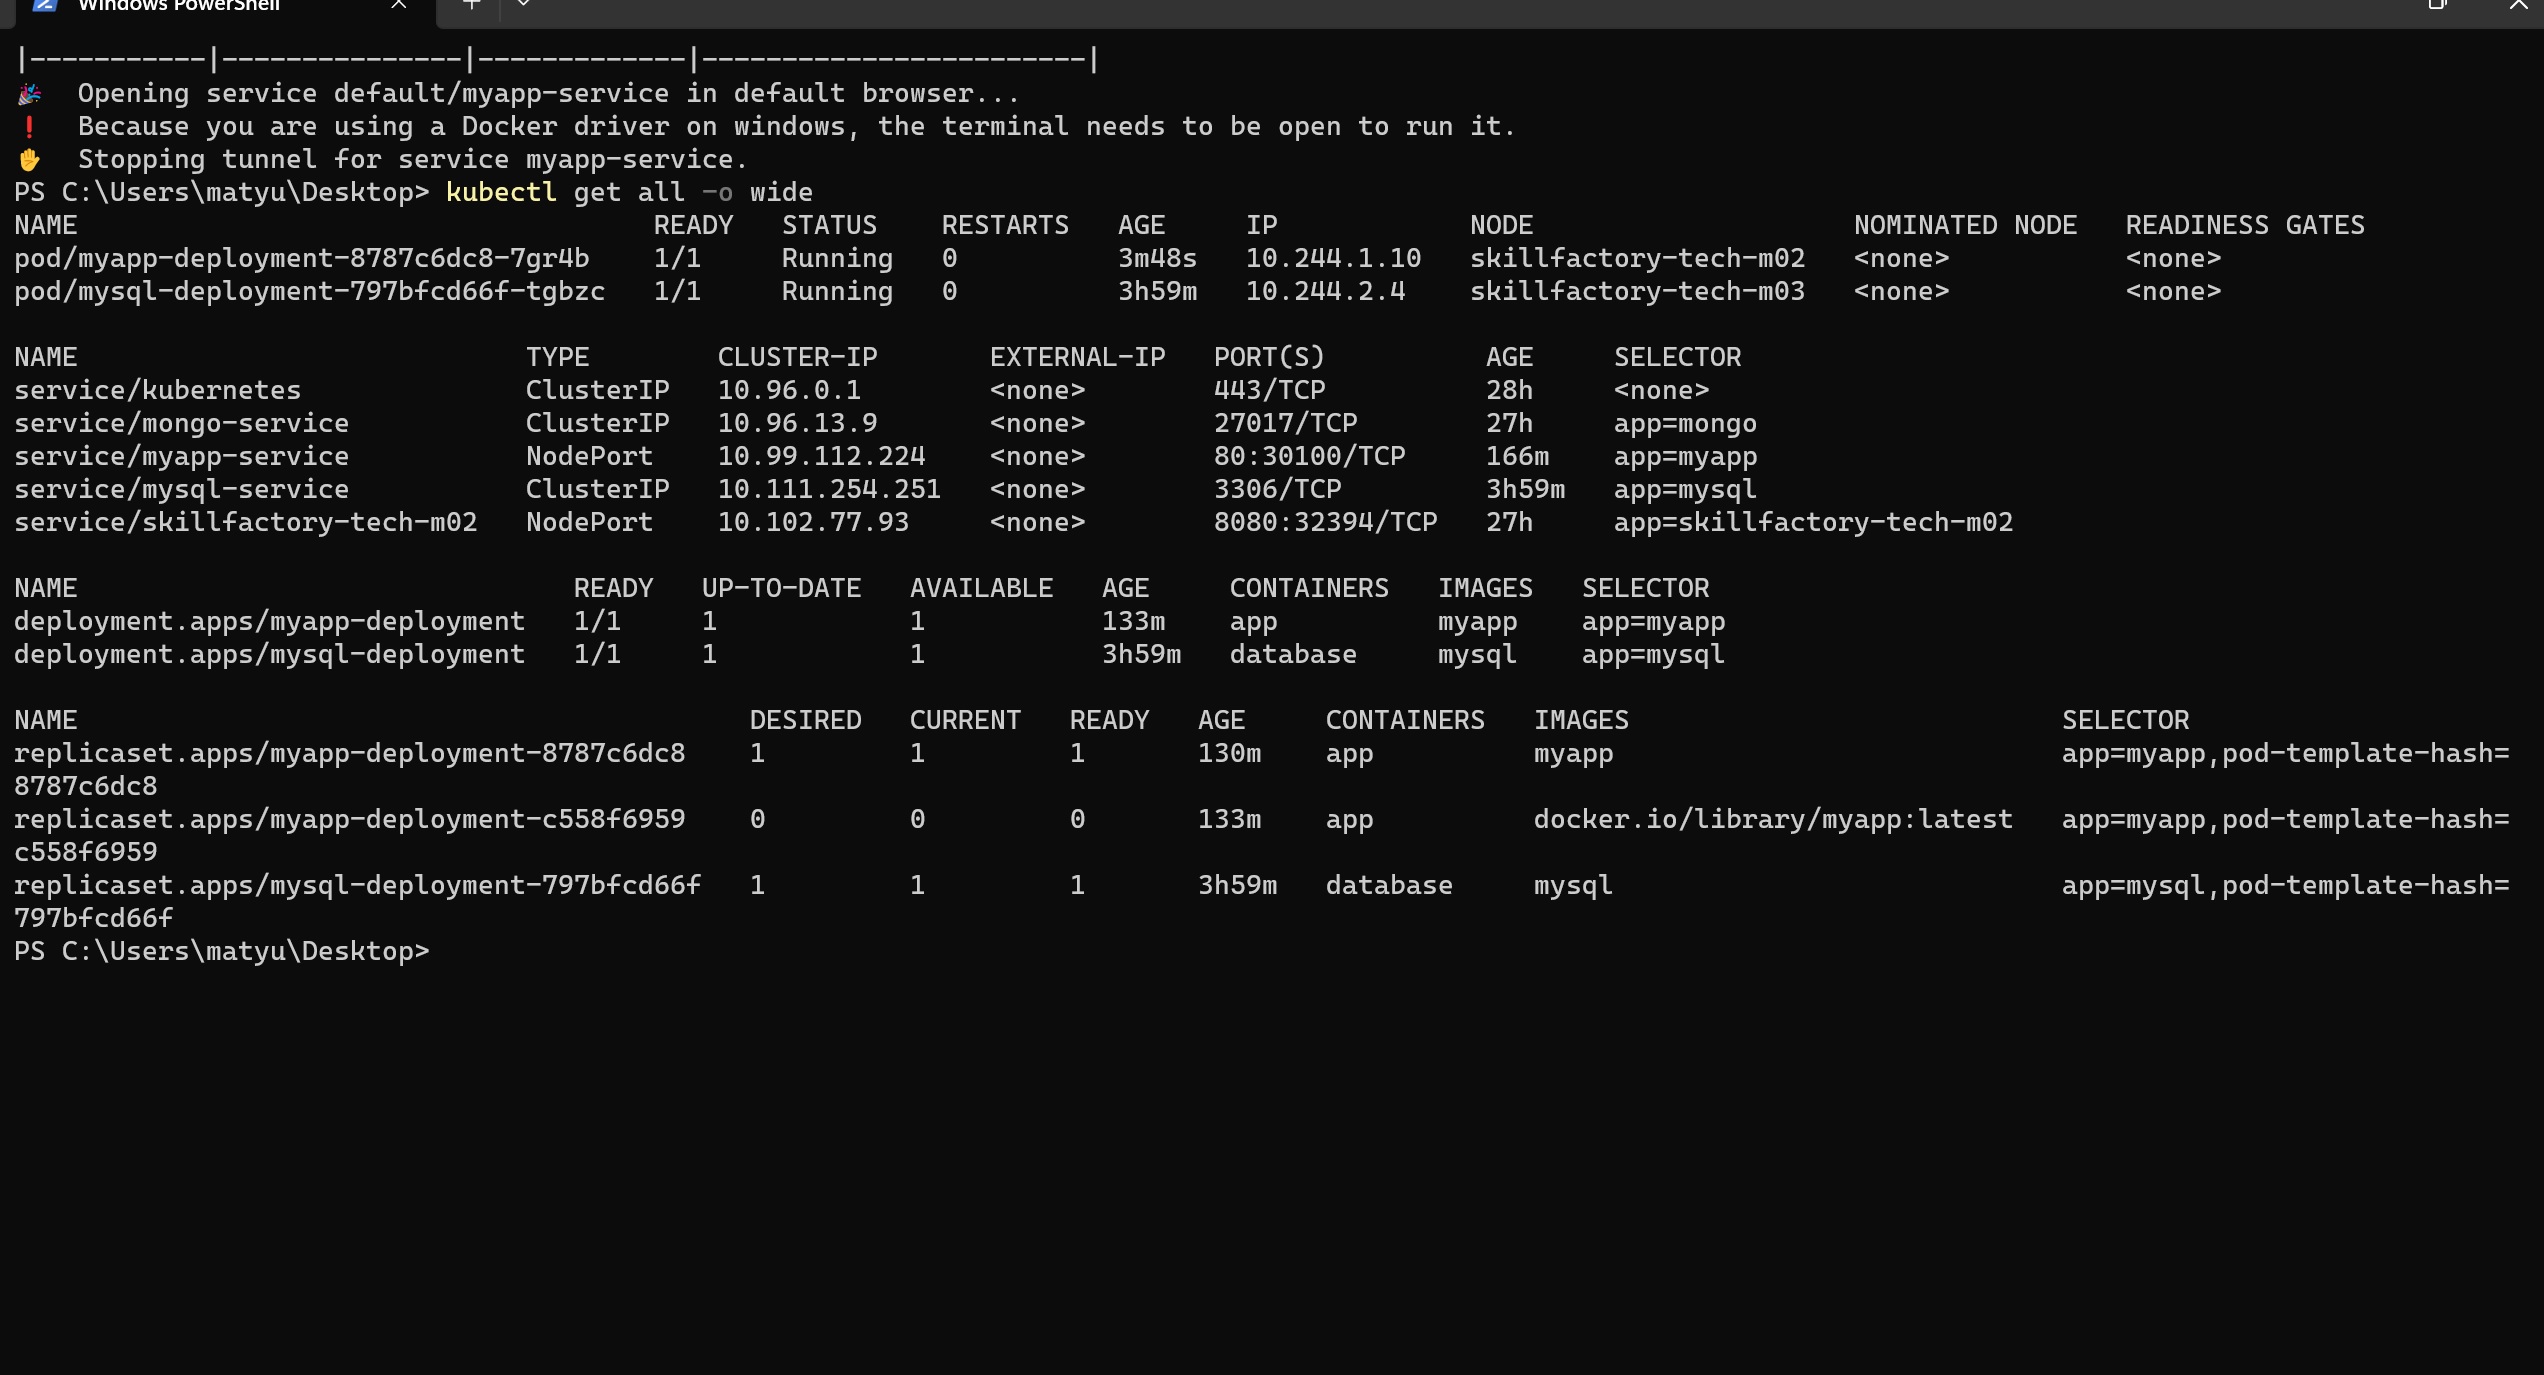 Windows PowerShell
|-----------|---------------|-------------|------------------------|
🎉  Opening service default/myapp-service in default browser...
❗  Because you are using a Docker driver on windows, the terminal needs to be open to run it.
✋  Stopping tunnel for service myapp-service.
PS C:\Users\matyu\Desktop> kubectl get all -o wide
NAME                                    READY   STATUS    RESTARTS   AGE     IP            NODE                    NOMINATED NODE   READINESS GATES
pod/myapp-deployment-8787c6dc8-7gr4b    1/1     Running   0          3m48s   10.244.1.10   skillfactory-tech-m02   <none>           <none>
pod/mysql-deployment-797bfcd66f-tgbzc   1/1     Running   0          3h59m   10.244.2.4    skillfactory-tech-m03   <none>           <none>
NAME                            TYPE        CLUSTER-IP       EXTERNAL-IP   PORT(S)          AGE     SELECTOR
service/kubernetes              ClusterIP   10.96.0.1        <none>        443/TCP          28h     <none>
service/mongo-service           ClusterIP   10.96.13.9       <none>        27017/TCP        27h     app=mongo
service/myapp-service           NodePort    10.99.112.224    <none>        80:30100/TCP     166m    app=myapp
service/mysql-service           ClusterIP   10.111.254.251   <none>        3306/TCP         3h59m   app=mysql
service/skillfactory-tech-m02   NodePort    10.102.77.93     <none>        8080:32394/TCP   27h     app=skillfactory-tech-m02
NAME                               READY   UP-TO-DATE   AVAILABLE   AGE     CONTAINERS   IMAGES   SELECTOR
deployment.apps/myapp-deployment   1/1     1            1           133m    app          myapp    app=myapp
deployment.apps/mysql-deployment   1/1     1            1           3h59m   database     mysql    app=mysql
NAME                                          DESIRED   CURRENT   READY   AGE     CONTAINERS   IMAGES                           SELECTOR
replicaset.apps/myapp-deployment-8787c6dc8    1         1         1       130m    app          myapp                            app=myapp,pod-template-hash=
8787c6dc8
replicaset.apps/myapp-deployment-c558f6959    0         0         0       133m    app          docker.io/library/myapp:latest   app=myapp,pod-template-hash=
c558f6959
replicaset.apps/mysql-deployment-797bfcd66f   1         1         1       3h59m   database     mysql                            app=mysql,pod-template-hash=
797bfcd66f
PS C:\Users\matyu\Desktop>